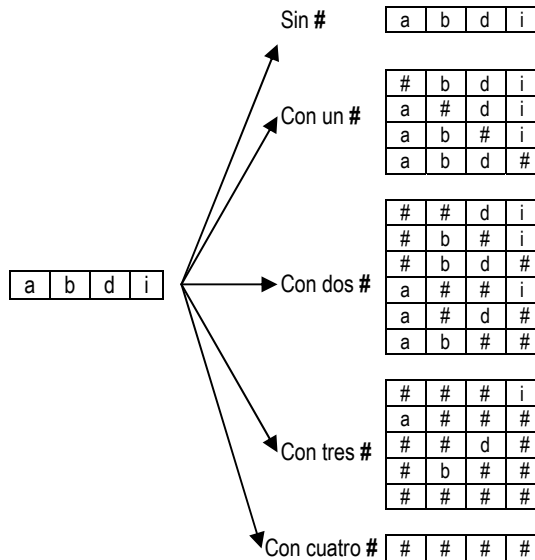 Sin # a b d i
# b d i
Con un # a # d i
a b # i
a b d #
# # d i
# b # i
# b d #
a b d i
Con dos # a # # i
a # d #
a b # #
# # # i
a # # #
Con tres # # # d #
# b # #
# # # #
Con cuatro # # # # #